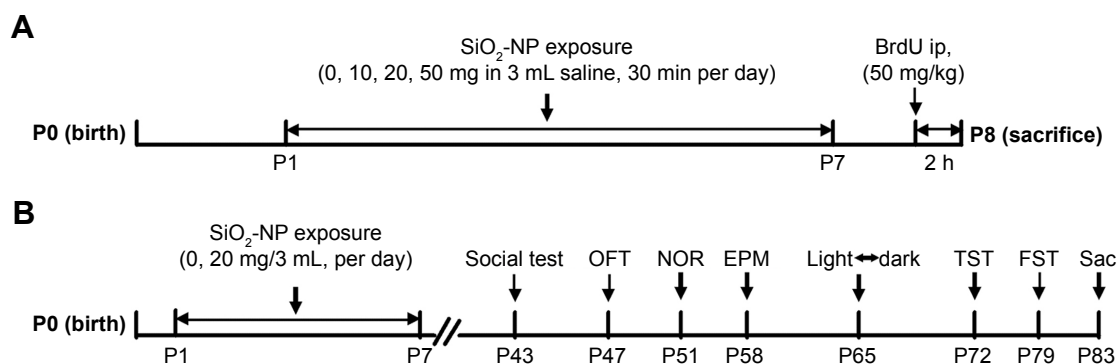 A
SiO₂-NP exposure
(0, 10, 20, 50 mg in 3 mL saline, 30 min per day)
BrdU ip,
(50 mg/kg)
P0 (birth)
P8 (sacrifice)
P1
P7
2 h
B
SiO₂-NP exposure
(0, 20 mg/3 mL, per day)
Social test OFT NOR EPM Light dark TST FST Sac
P0 (birth)
P1 P7 P43 P47 P51 P58 P65 P72 P79 P83